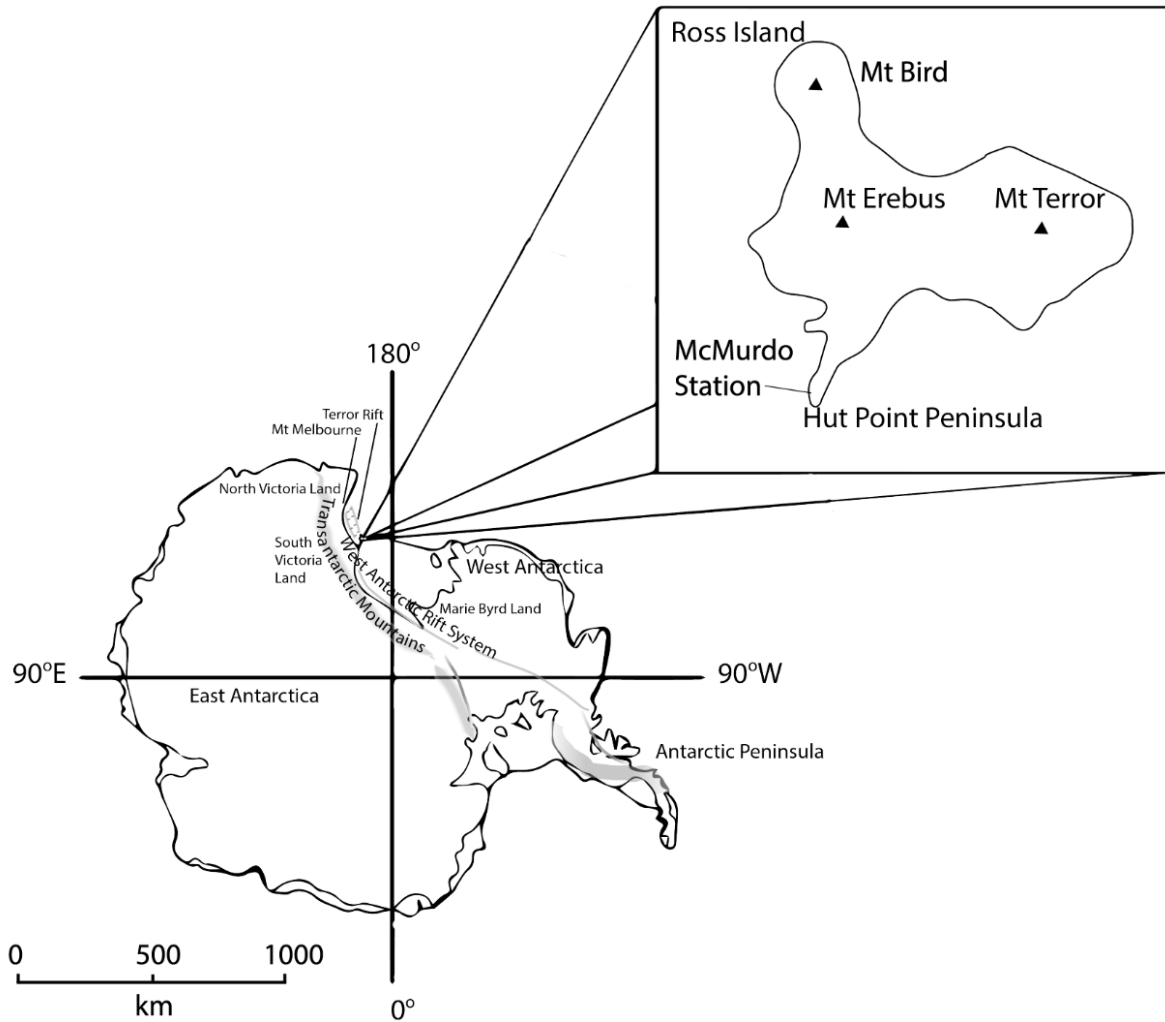 Ross Island
Mt Bird
Mt Erebus
Mt Terror
McMurdo
Station
Hut Point Peninsula
180°
Terror Rift
Mt Melbourne
North Victoria Land
Transantarctic Mountains
South
Victoria
Land
West Antarctic Rift System
West Antarctica
Marie Byrd Land
90°E
90°W
East Antarctica
Antarctic Peninsula
0
500
1000
km
0°